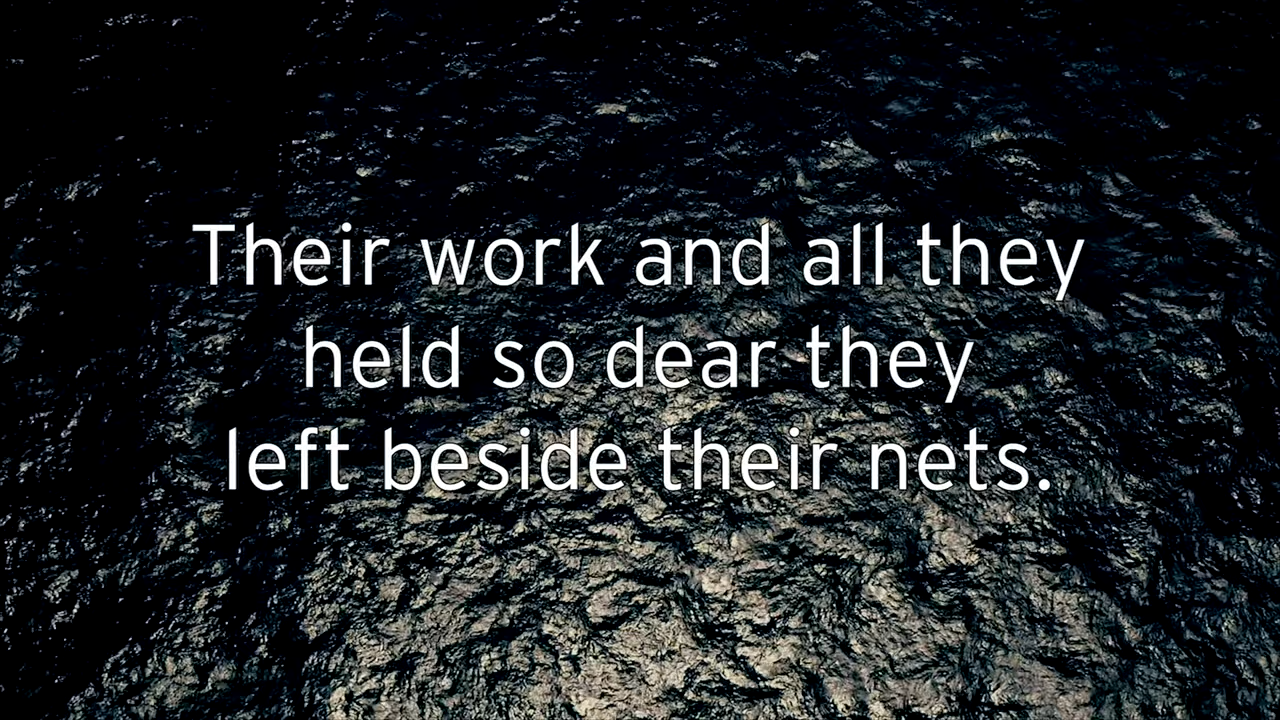 Their work and all they
held so dear they
left beside their nets.